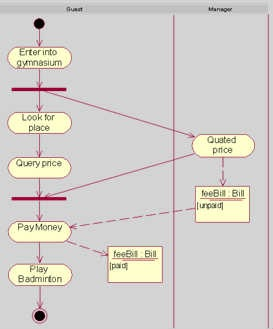 Guest
Manager
Enter into
gymnasium
Look for
place
Quated
price
Query price
feeBill : Bill
[unpaid]
PayMoney
feeBill : Bill
[paid]
Play
Badminton